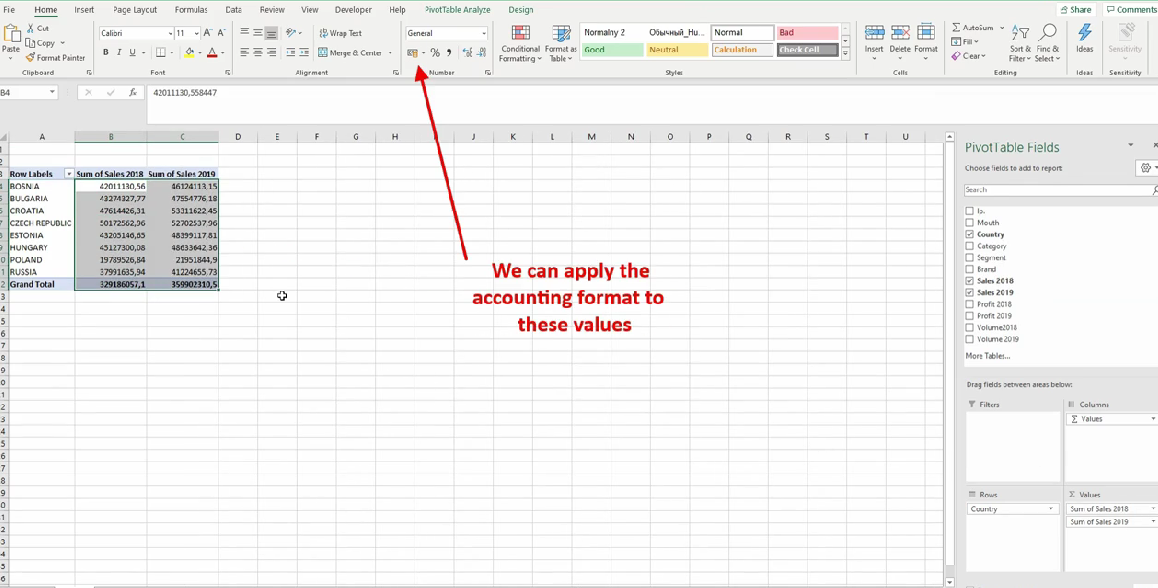 File Home Insert Page Layout Formulas Data Review View Developer Help PivotTable Analyze Design Share Comments
Cut
Copy
Format Painter
Paste
Clipboard
Calibri 11 A A
B I U A
Font
Wrap Text
Merge & Center
Alignment
General
%
Number
Conditional Formatting
Format as Table
Normalny 2 Обычный_Hu... Normal Bad
Good Neutral Calculation Check Cell
Styles
Insert Delete Format
Cells
AutoSum
Fill
Clear
Sort & Filter
Find & Select
Editing
Ideas
Ideas
Sensitivity
Sensitivity
B4 fx 42011130,558447
A B C D E F G H J K L M N O P Q R S T U
Row Labels Sum of Sales 2018 Sum of Sales 2019
BOSNIA 42011130,56 46124113,15
BULGARIA 43274327,77 47554776,18
CROATIA 47614426,31 53311622,45
CZECH REPUBLIC 50172562,96 52702537,96
ESTONIA 43205146,65 48399117,81
HUNGARY 45127300,08 48633642,36
POLAND 19789526,84 21951844,9
RUSSIA 37991635,94 41224655,73
Grand Total 329186057,1 359902310,5
We can apply the
accounting format to
these values
PivotTable Fields
Choose fields to add to report
Search
Mouth
Country
Category
Segment
Brand
Sales 2018
Sales 2019
Profit 2018
Profit 2019
Volume2018
Volume2019
More Tables...
Drag fields between areas below:
Filters
Columns
Σ Values
Rows
Country
Σ Values
Sum of Sales 2018
Sum of Sales 2019